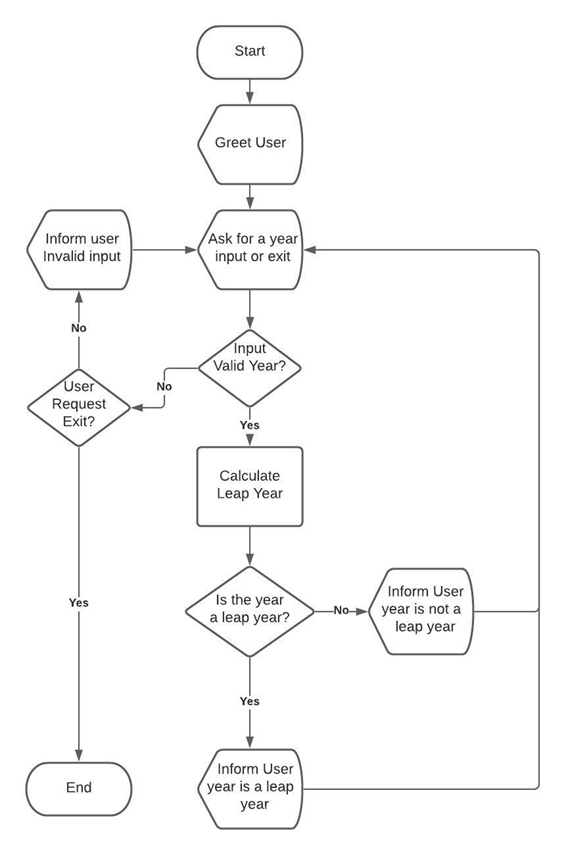 Start
Greet User
Inform user
Invalid input
Ask for a year
input or exit
No
Input
Valid Year?
User
Request
Exit?
No
Yes
Calculate
Leap Year
Is the year
a leap year?
No
Inform User
year is not a
leap year
Yes
Yes
Inform User
year is a leap
year
End